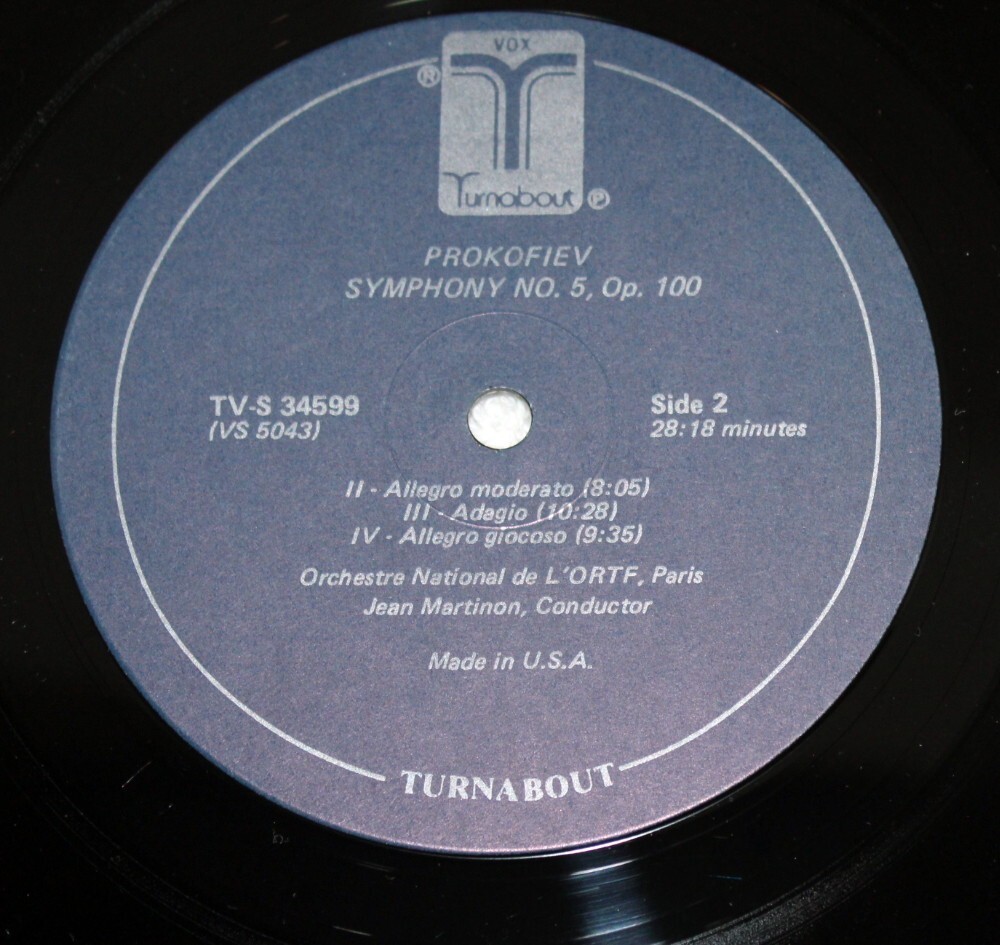 VOX
®
Turnabout ℗
PROKOFIEV
SYMPHONY NO. 5, Op. 100
TV-S 34599
(VS 5043)
Side 2
28:18 minutes
II - Allegro moderato (8:05)
III - Adagio (10:28)
IV - Allegro giocoso (9:35)
Orchestre National de L'ORTF, Paris
Jean Martinon, Conductor
Made in U.S.A.
TURNABOUT